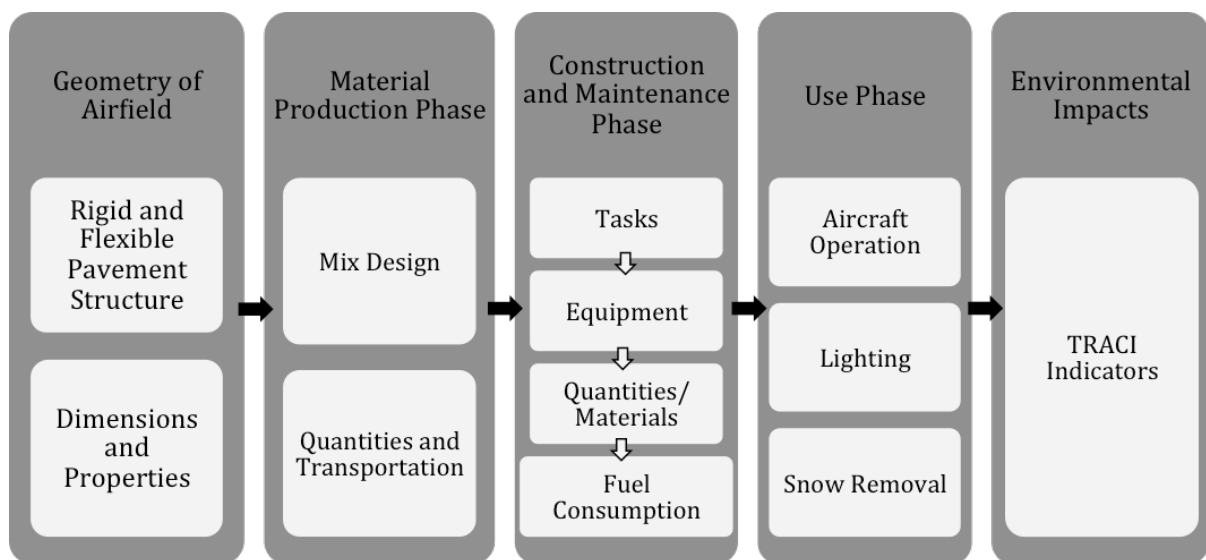 Geometry of
Airfield
Rigid and
Flexible
Pavement
Structure
Dimensions
and
Properties
Material
Production Phase
Mix Design
Quantities and
Transportation
Construction
and Maintenance
Phase
Tasks
Equipment
Quantities/
Materials
Fuel
Consumption
Use Phase
Aircraft
Operation
Lighting
Snow Removal
Environmental
Impacts
TRACI
Indicators